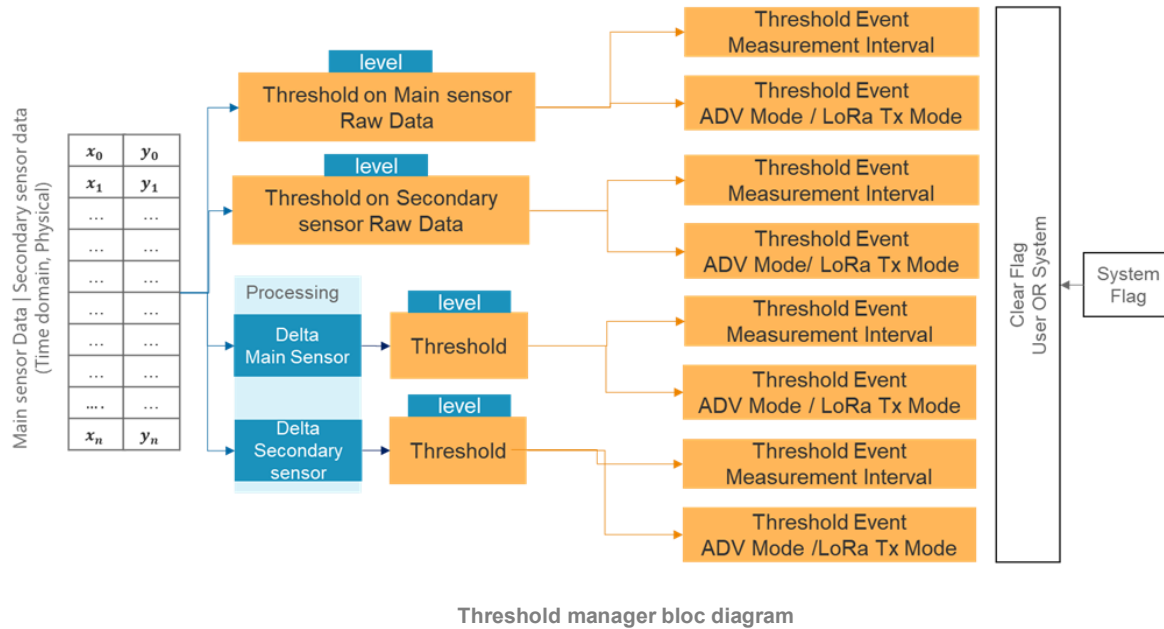 Main sensor Data | Secondary sensor data
(Time domain, Physical)
x₀ y₀
x₁ y₁
... ...
... ...
... ...
... ...
... ...
... ...
.... ...
xₙ yₙ
level
Threshold on Main sensor
Raw Data
level
Threshold on Secondary
sensor Raw Data
Processing
Delta
Main Sensor
level
Threshold
Delta
Secondary
sensor
level
Threshold
Threshold Event
Measurement Interval
Threshold Event
ADV Mode / LoRa Tx Mode
Threshold Event
Measurement Interval
Threshold Event
ADV Mode/ LoRa Tx Mode
Threshold Event
Measurement Interval
Threshold Event
ADV Mode / LoRa Tx Mode
Threshold Event
Measurement Interval
Threshold Event
ADV Mode /LoRa Tx Mode
Clear Flag
User OR System
System
Flag
Threshold manager bloc diagram